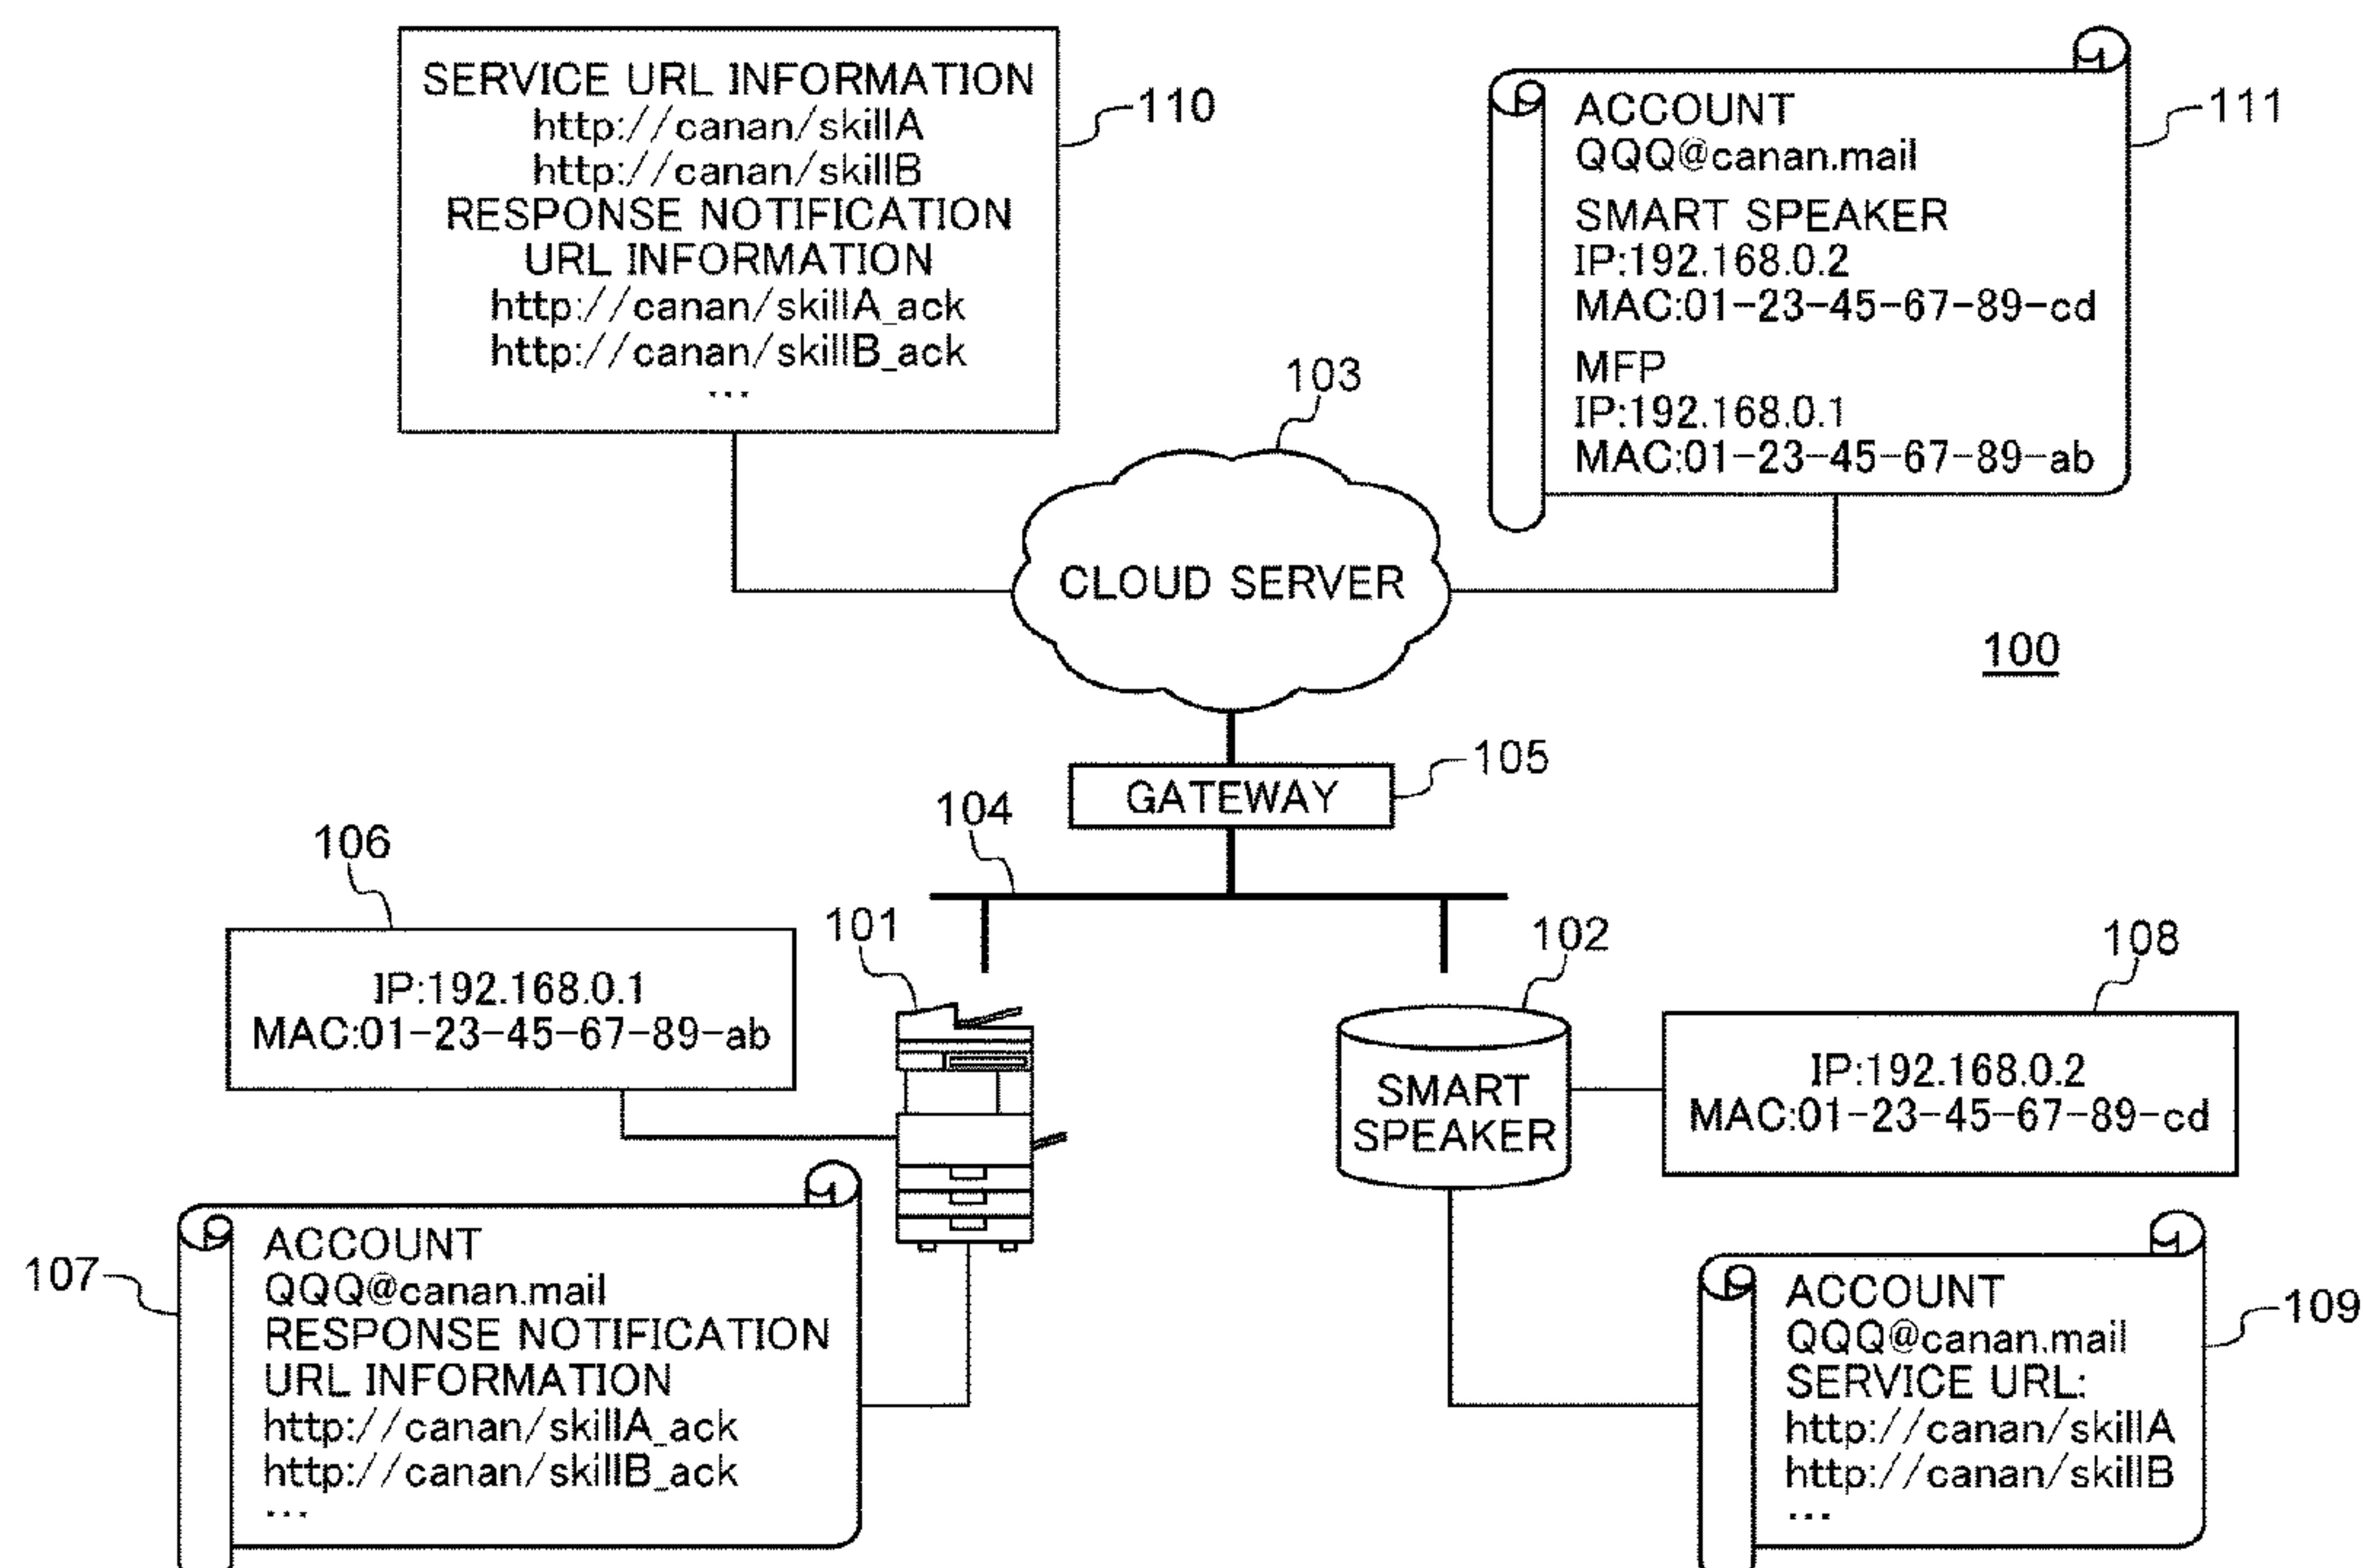 SERVICE URL INFORMATION
http://canan/skillA
http://canan/skillB
RESPONSE NOTIFICATION
URL INFORMATION
http://canan/skillA_ack
http://canan/skillB_ack
...
110
ACCOUNT
QQQ@canan.mail
SMART SPEAKER
IP:192.168.0.2
MAC:01-23-45-67-89-cd
MFP
IP:192.168.0.1
MAC:01-23-45-67-89-ab
111
103
CLOUD SERVER
100
105
GATEWAY
104
106
IP:192.168.0.1
MAC:01-23-45-67-89-ab
101
102
SMART
SPEAKER
108
IP:192.168.0.2
MAC:01-23-45-67-89-cd
107
ACCOUNT
QQQ@canan.mail
RESPONSE NOTIFICATION
URL INFORMATION
http://canan/skillA_ack
http://canan/skillB_ack
...
ACCOUNT
QQQ@canan.mail
SERVICE URL:
http://canan/skillA
http://canan/skillB
...
109